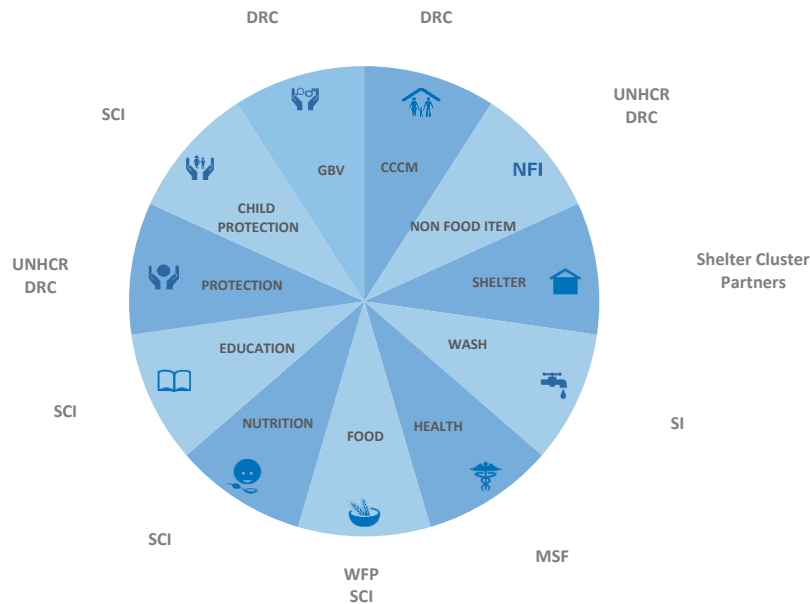 DRC
DRC
SCI
UNHCR
DRC
GBV
CCCM
NFI
CHILD
PROTECTION
NON FOOD ITEM
UNHCR
DRC
PROTECTION
SHELTER
Shelter Cluster
Partners
EDUCATION
WASH
SCI
NUTRITION
FOOD
HEALTH
SI
SCI
WFP
SCI
MSF